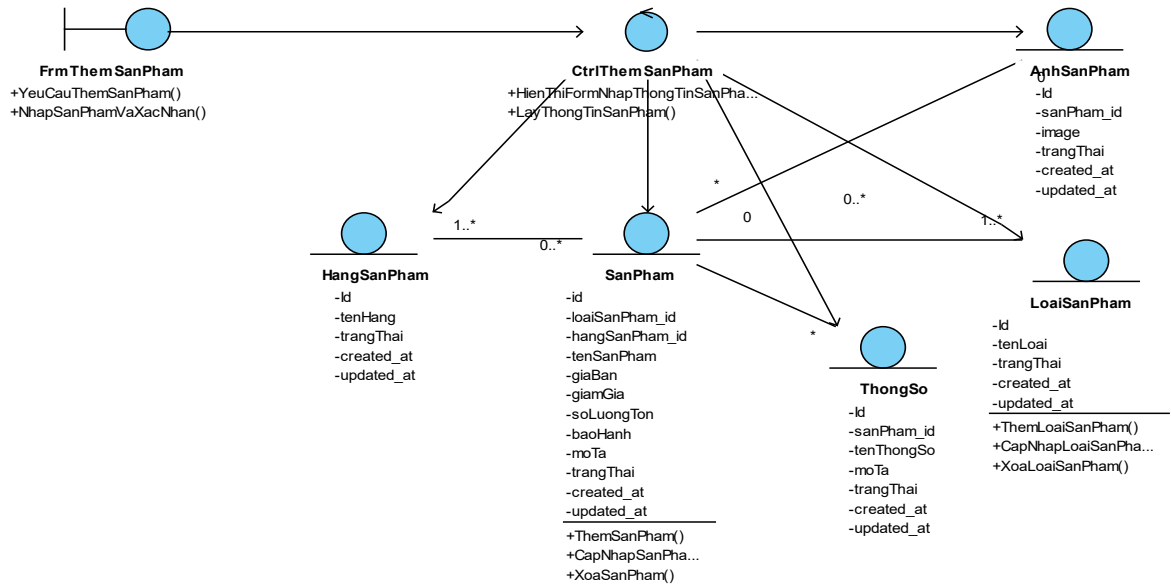 FrmThemSanPham
+YeuCauThemSanPham()
+NhapSanPhamVaXacNhan()
CtrlThemSanPham
+HienThiFormNhapThongTinSanPha...
+LayThongTinSanPham()
0
AnhSanPham
-Id
-sanPham_id
-image
-trangThai
-created_at
-updated_at
*
0..*
0
1..*
1..*
0..*
*
HangSanPham
-Id
-tenHang
-trangThai
-created_at
-updated_at
SanPham
-id
-loaiSanPham_id
-hangSanPham_id
-tenSanPham
-giaBan
-giamGia
-soLuongTon
-baoHanh
-moTa
-trangThai
-created_at
-updated_at
+ThemSanPham()
+CapNhapSanPha...
+XoaSanPham()
ThongSo
-Id
-sanPham_id
-tenThongSo
-moTa
-trangThai
-created_at
-updated_at
LoaiSanPham
-Id
-tenLoai
-trangThai
-created_at
-updated_at
+ThemLoaiSanPham()
+CapNhapLoaiSanPha...
+XoaLoaiSanPham()